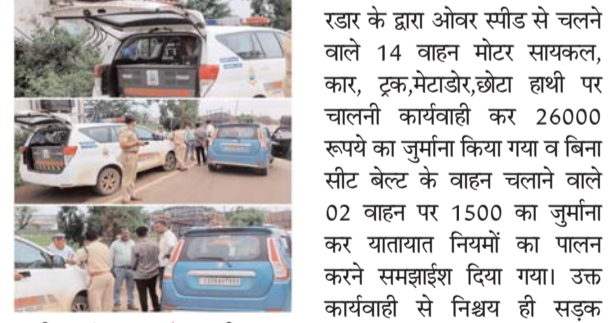 रडार के द्वारा ओवर स्पीड से चलने
वाले 14 वाहन मोटर सायकल,
कार, ट्रक,मेटाडोर,छोटा हाथी पर
चालनी कार्यवाही कर 26000
रूपये का जुर्माना किया गया व बिना
सीट बेल्ट के वाहन चलाने वाले
02 वाहन पर 1500 का जुर्माना
कर यातायात नियमों का पालन
करने समझाईश दिया गया। उक्त
कार्यवाही से निश्चय ही सड़क